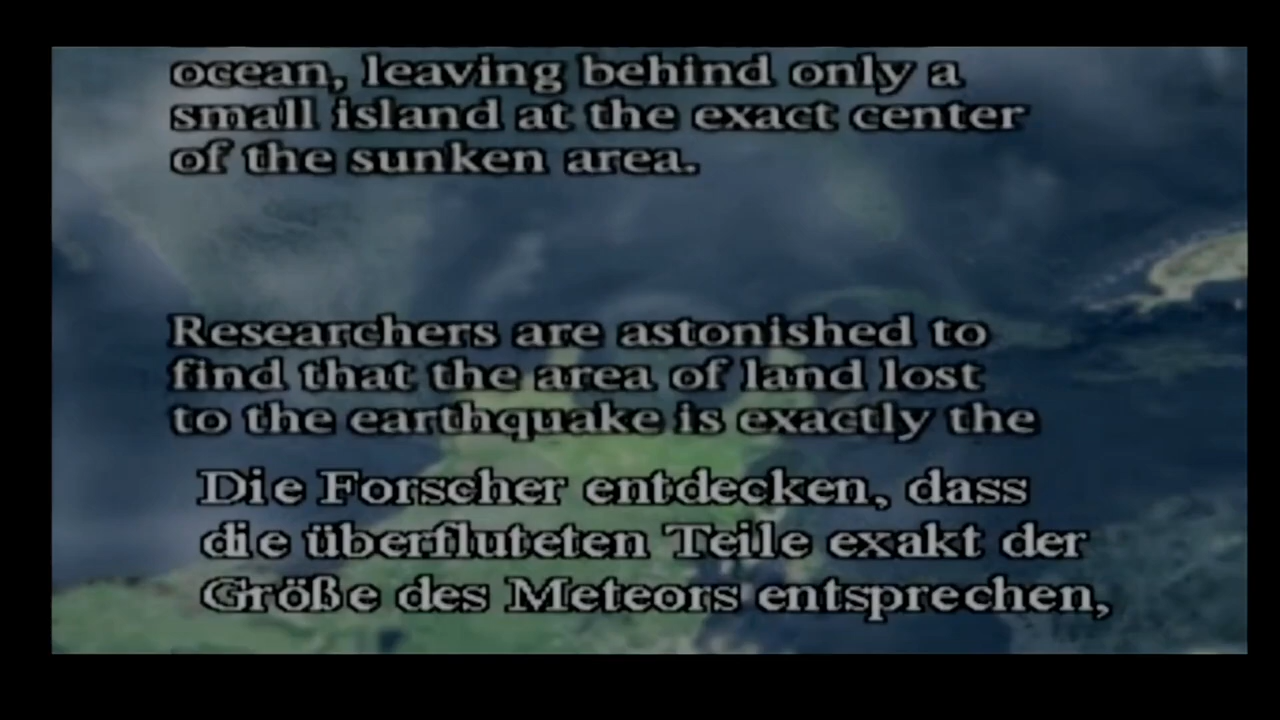 ocean, leaving behind only a
small island at the exact center
of the sunken area.
Researchers are astonished to
find that the area of land lost
to the earthquake is exactly the
Die Forscher entdecken, dass
die überfluteten Teile exakt der
Größe des Meteors entsprechen,